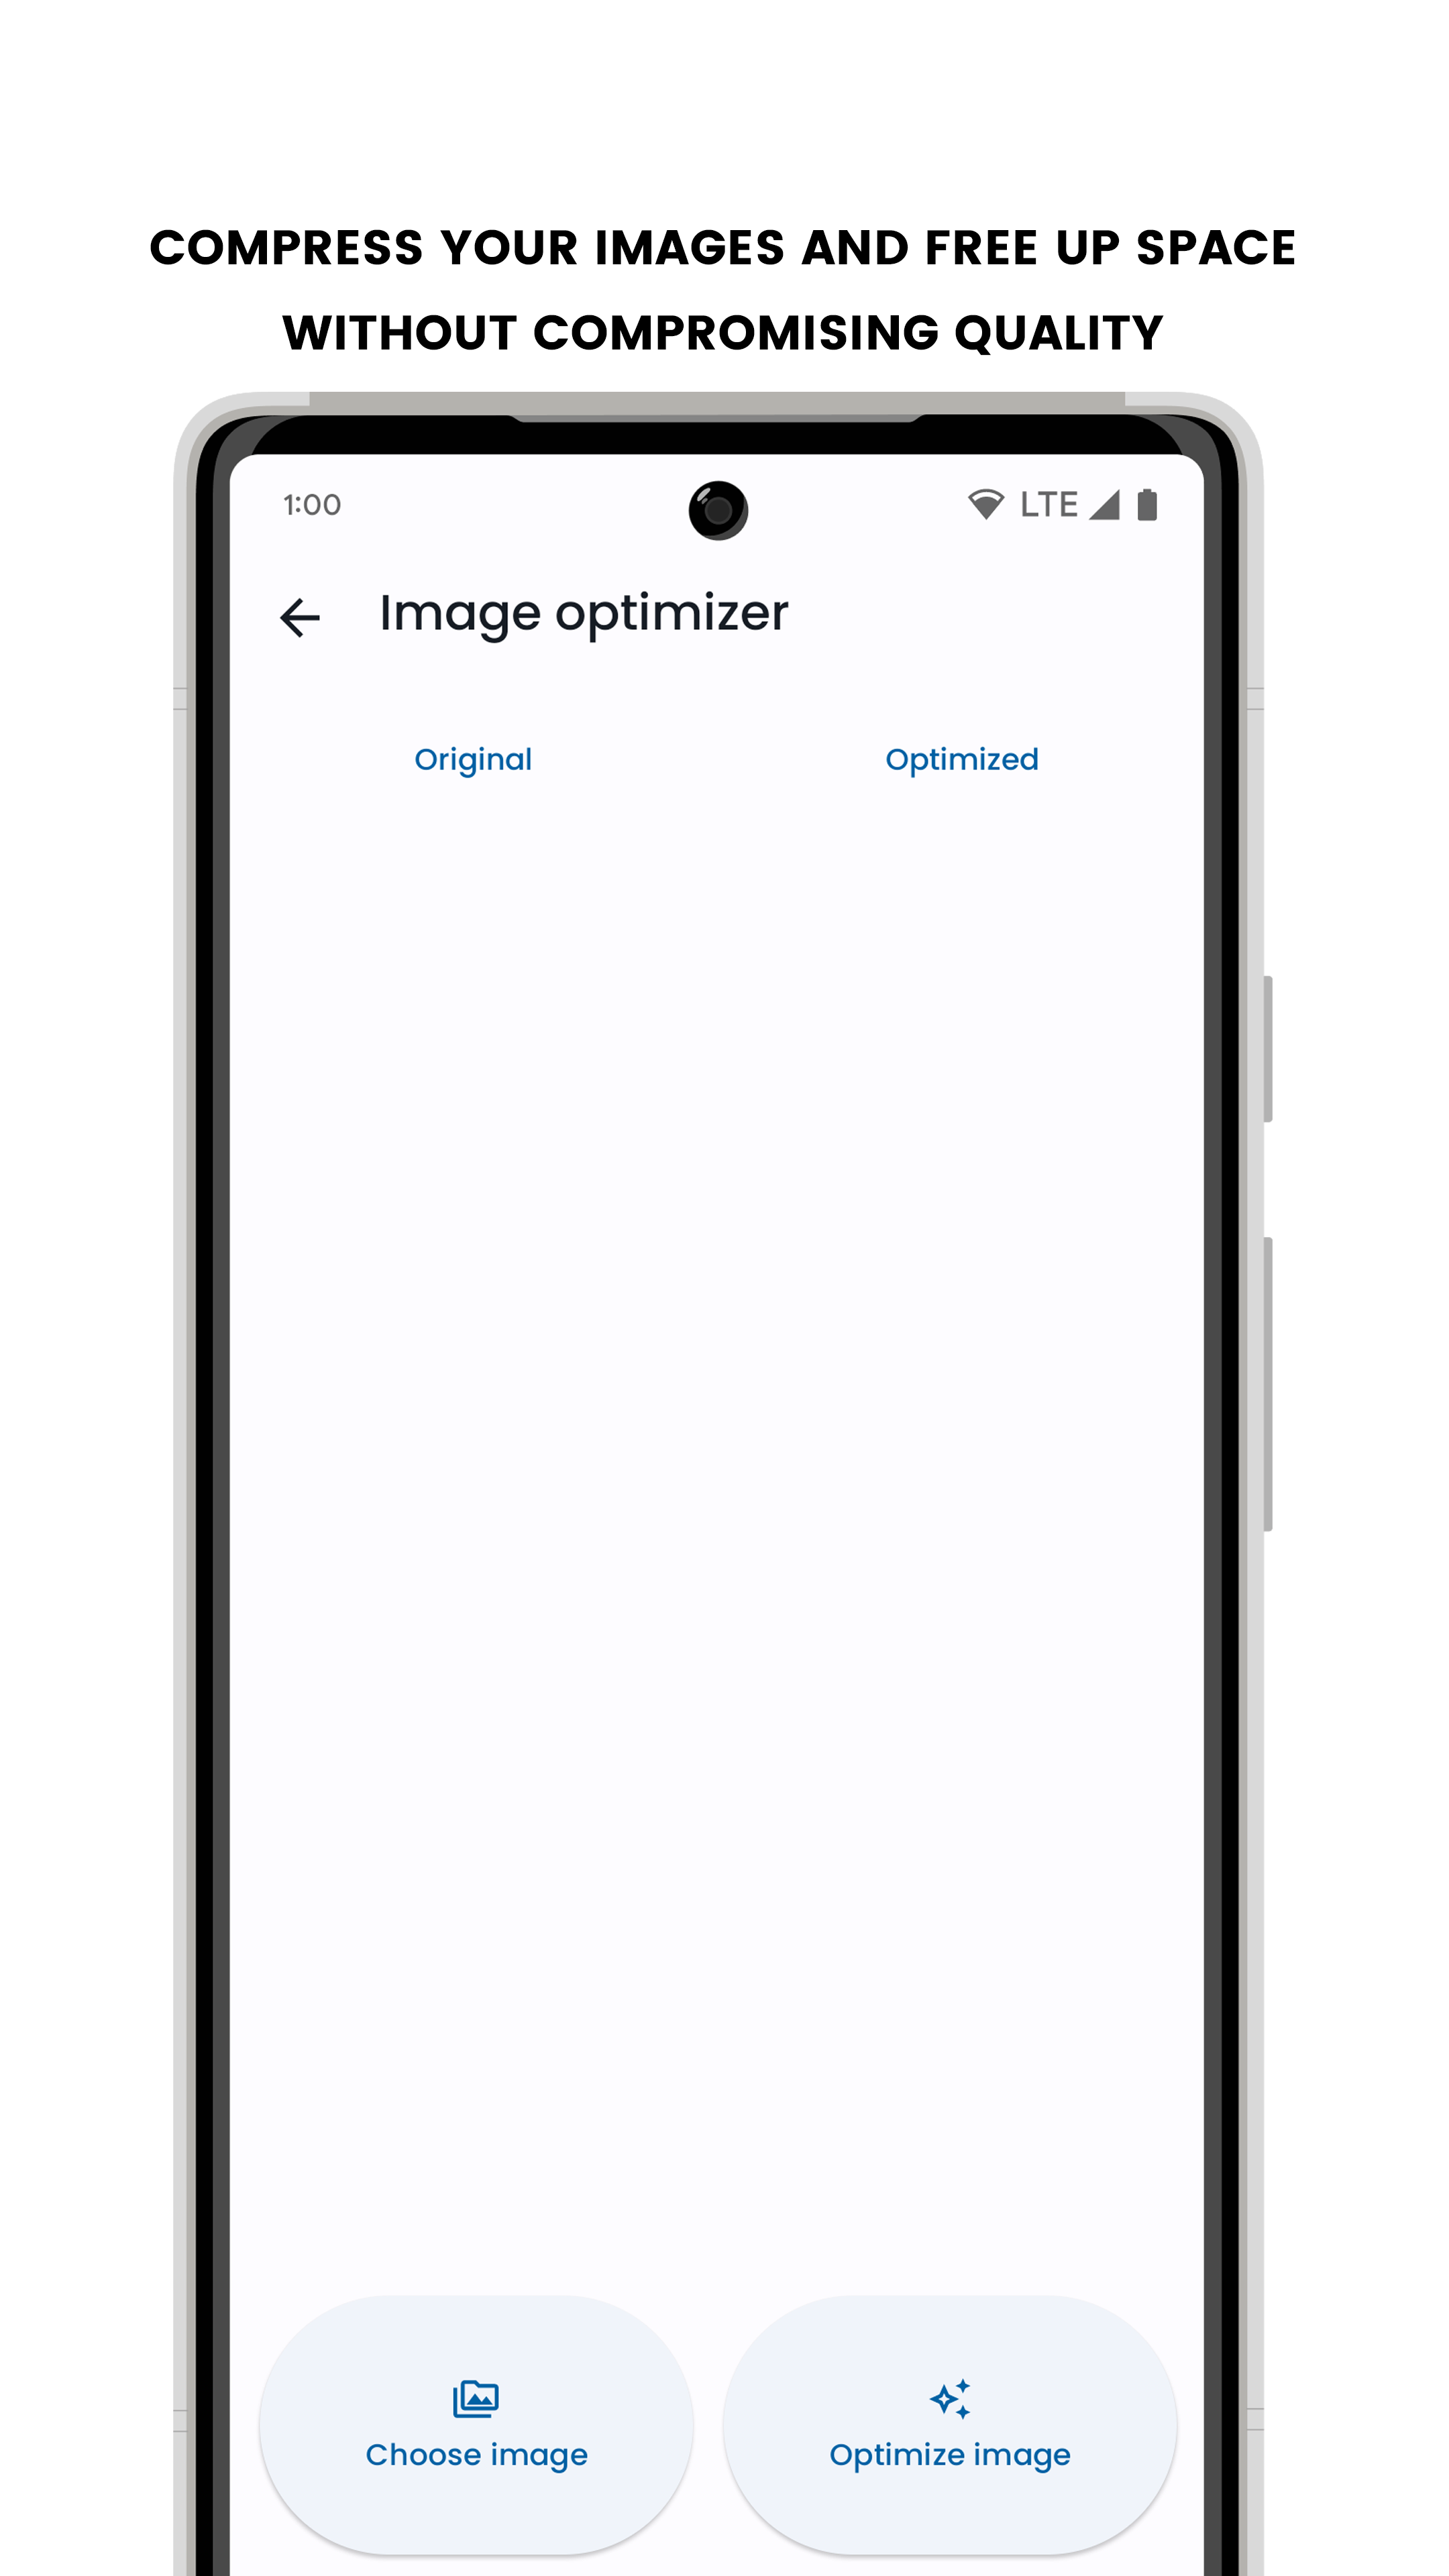 COMPRESS YOUR IMAGES AND FREE UP SPACE
WITHOUT COMPROMISING QUALITY
1:00 LTE
Image optimizer
Original Optimized
Choose image Optimize image